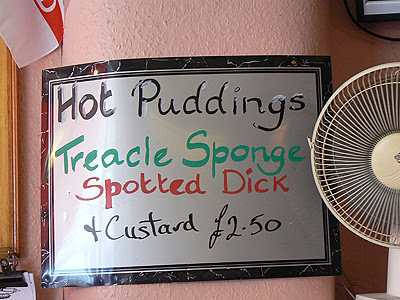 Hot Puddings
Treacle Sponge
Spotted Dick
+ Custard £2.50